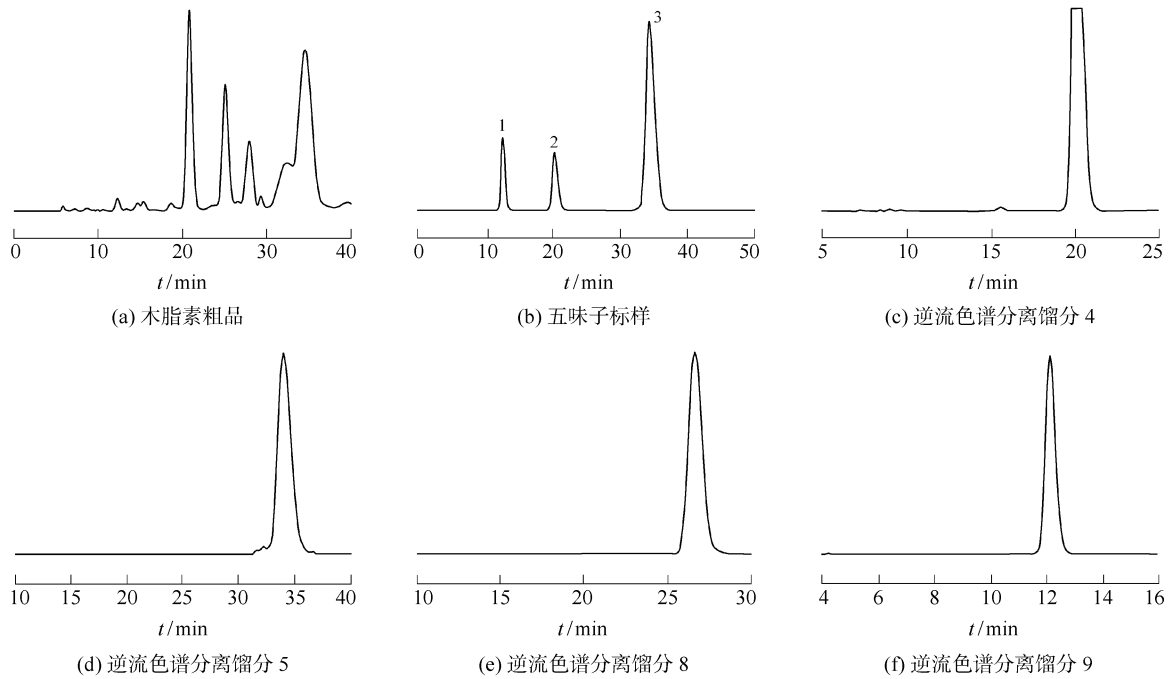 1
2
3
0 10 20 30 40
0 10 20 30 40 50
5 10 15 20 25
t/min
t/min
t/min
(a) 木脂素粗品
(b) 五味子标样
(c) 逆流色谱分离馏分 4
10 15 20 25 30 35 40
10 15 20 25 30
4 6 8 10 12 14 16
t/min
t/min
t/min
(d) 逆流色谱分离馏分 5
(e) 逆流色谱分离馏分 8
(f) 逆流色谱分离馏分 9